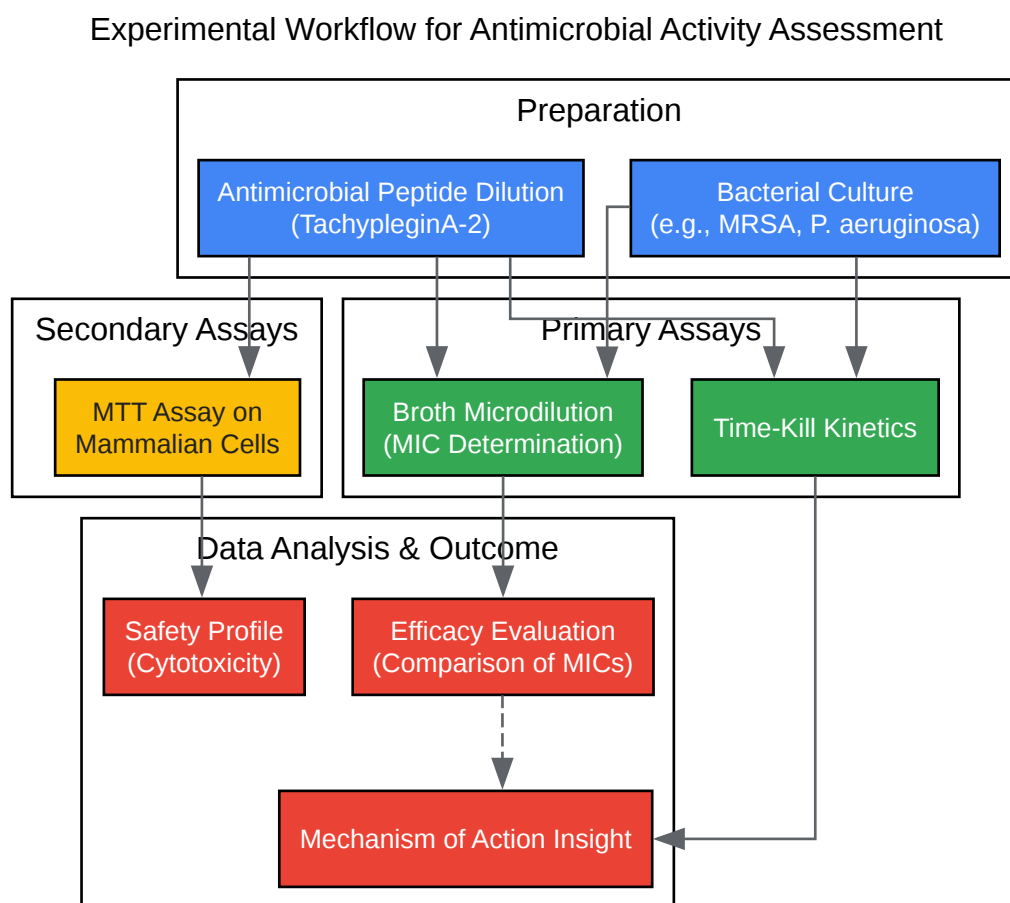 Experimental Workflow for Antimicrobial Activity Assessment
Preparation
Antimicrobial Peptide Dilution
(TachypleginA-2)
Bacterial Culture
(e.g., MRSA, P. aeruginosa)
Secondary Assays
Primary Assays
MTT Assay on
Mammalian Cells
Broth Microdilution
(MIC Determination)
Time-Kill Kinetics
Data Analysis & Outcome
Safety Profile
(Cytotoxicity)
Efficacy Evaluation
(Comparison of MICs)
Mechanism of Action Insight